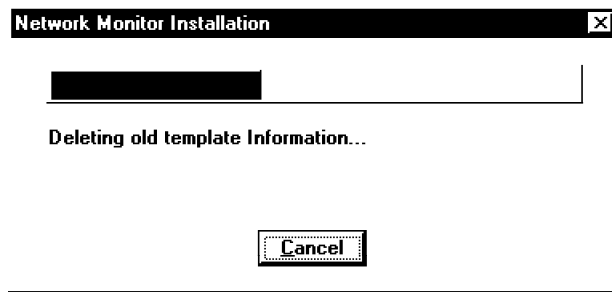 Network Monitor Installation
Deleting old template Information...
Cancel